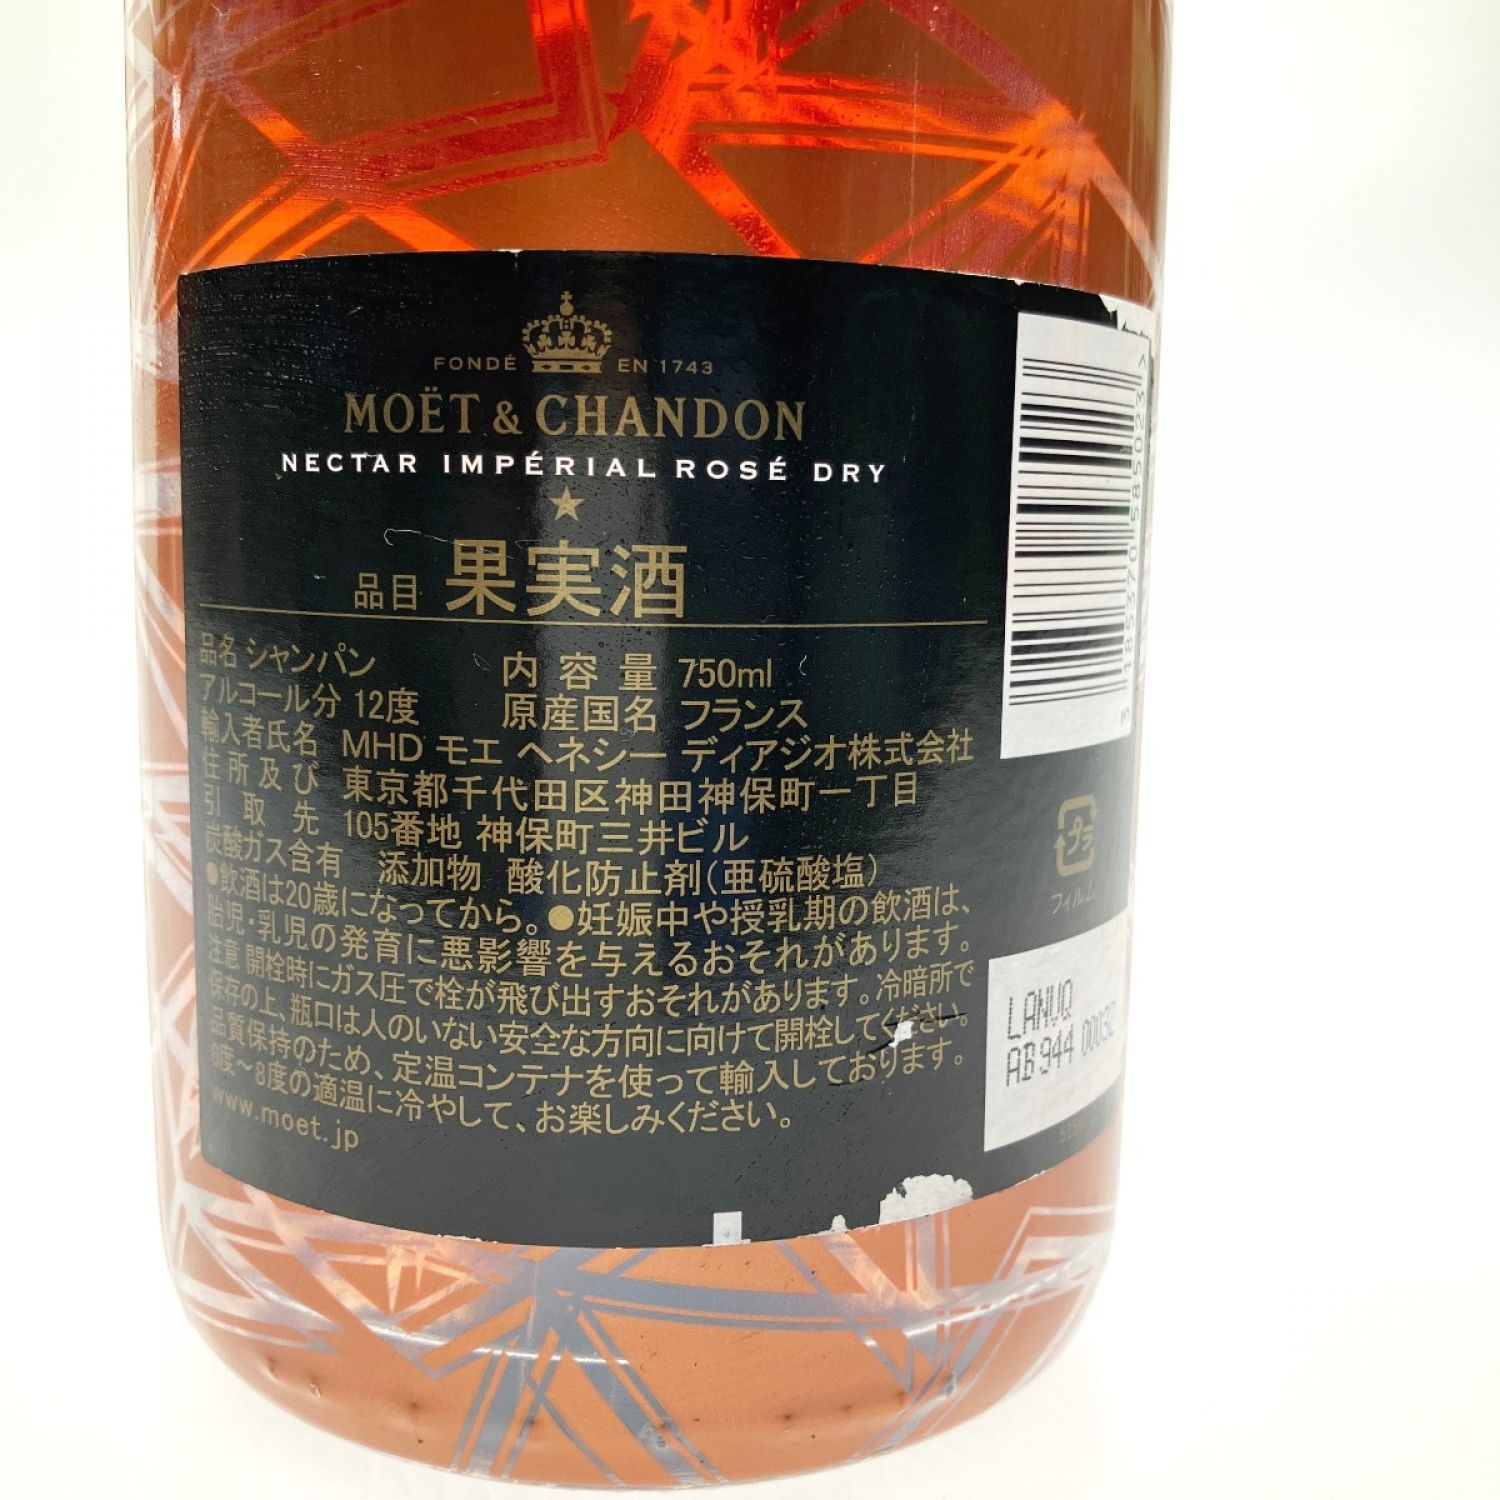 FONDÉ EN 1743
MOËT & CHANDON
NECTAR IMPÉRIAL ROSÉ DRY
品目 果実酒
品名 シャンパン 内容量 750ml
アルコール分 12度 原産国名 フランス
輸入者氏名 MHD モエ ヘネシー ディアジオ株式会社
住所及び 東京都千代田区神田神保町一丁目
引取先 105番地 神保町三井ビル
炭酸ガス含有 添加物 酸化防止剤(亜硫酸塩)
●飲酒は20歳になってから。●妊娠中や授乳期の飲酒は、
胎児・乳児の発育に悪影響を与えるおそれがあります。
注意 開栓時にガス圧で栓が飛び出すおそれがあります。冷暗所で
保存の上、瓶口は人のいない安全な方向に向けて開栓してください。
品質保持のため、定温コンテナを使って輸入しております。
6度〜8度の適温に冷やして、お楽しみください。
www.moet.jp
3 185370 585023 >
プラ
フィルム
LANVQ
AB944 00032